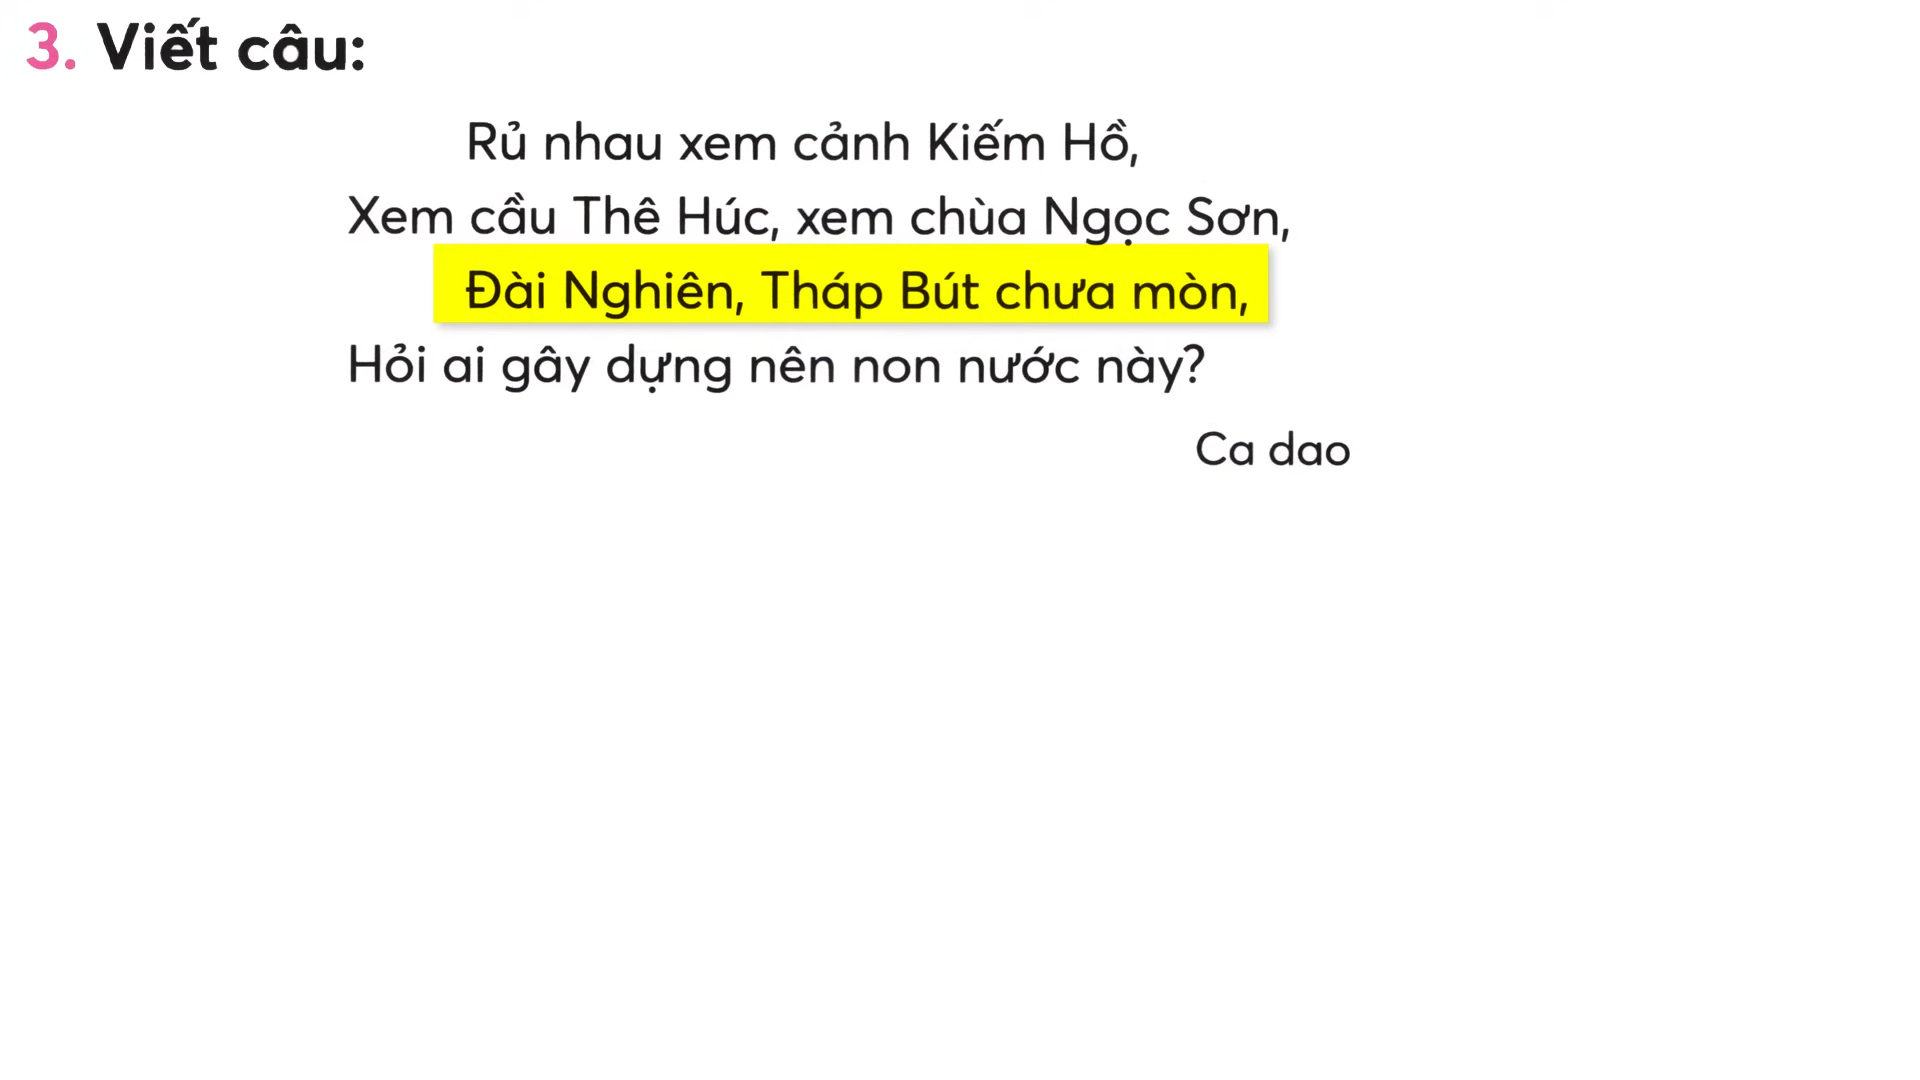 3. Viết câu:
Rủ nhau xem cảnh Kiếm Hồ,
Xem cầu Thê Húc, xem chùa Ngọc Sơn,
Đài Nghiên, Tháp Bút chưa mòn,
Hỏi ai gây dựng nên non nước này?
Ca dao